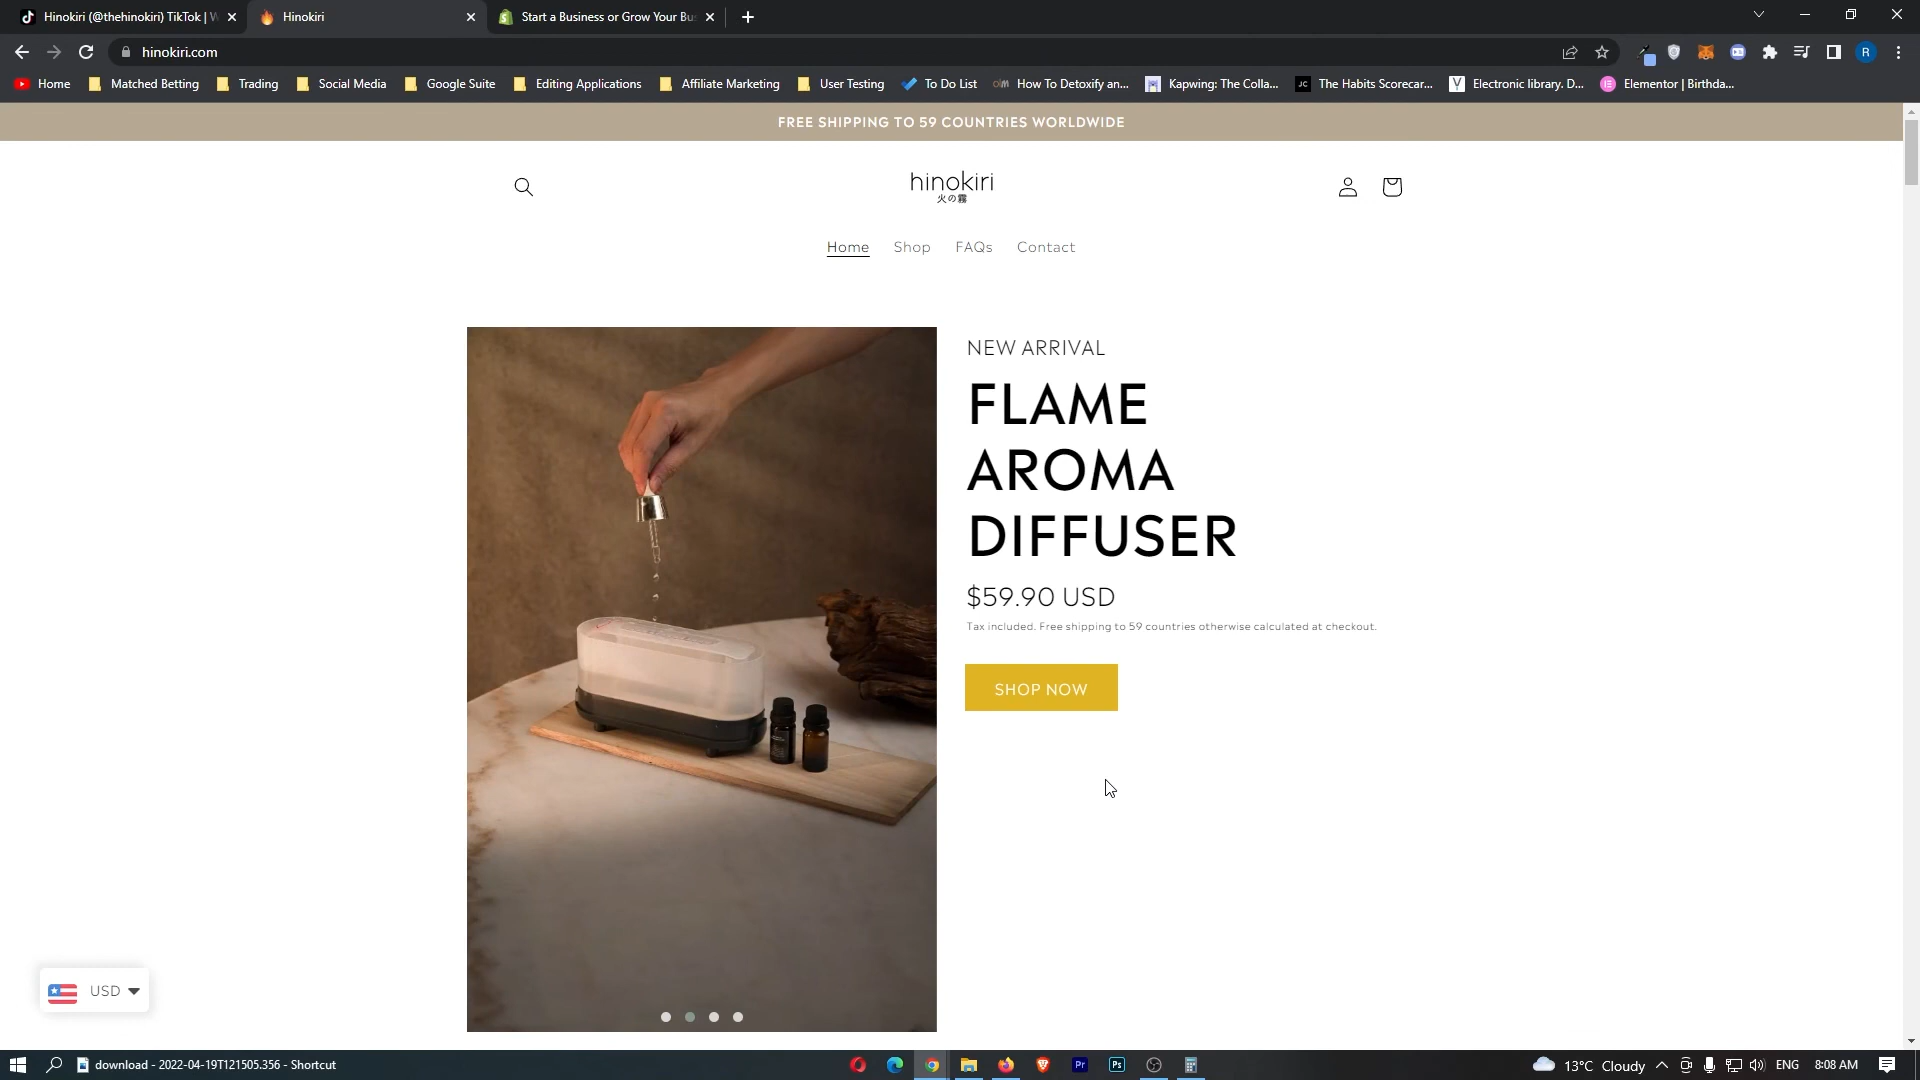 Hinokiri (@thehinokiri) TikTok | W
Hinokiri
Start a Business or Grow Your Bu
hinokiri.com
Home
Matched Betting
Trading
Social Media
Google Suite
Editing Applications
Affiliate Marketing
User Testing
To Do List
How To Detoxify an...
Kapwing: The Colla...
JC
The Habits Scorecar...
Electronic library. D...
Elementor | Birthda...
R
FREE SHIPPING TO 59 COUNTRIES WORLDWIDE
hinokiri
火の霧
Home
Shop
FAQs
Contact
NEW ARRIVAL
FLAME
AROMA
DIFFUSER
$59.90 USD
Tax included. Free shipping to 59 countries otherwise calculated at checkout.
SHOP NOW
USD
download - 2022-04-19T121505.356 - Shortcut
Pr
Ps
13°C Cloudy
ENG
8:08 AM